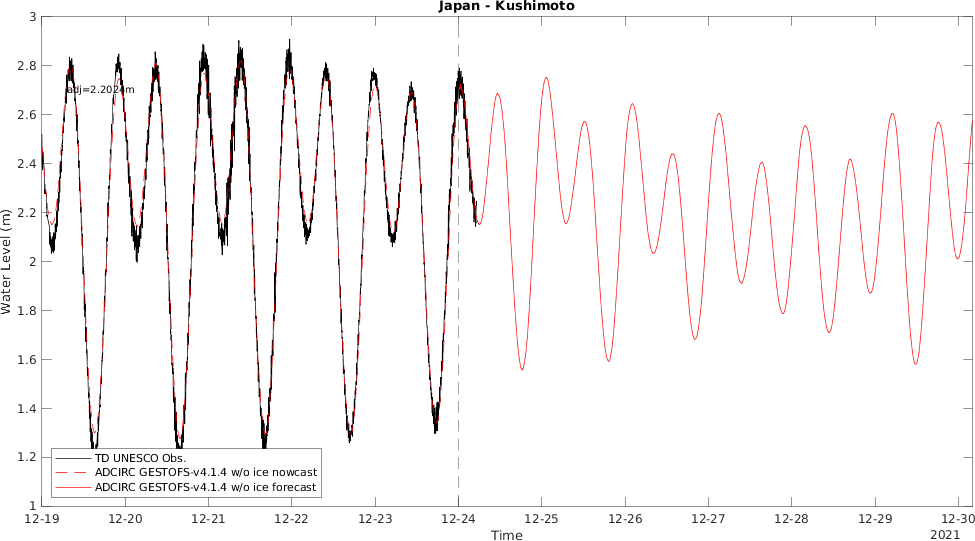 Japan - Kushimoto
3
2.8
2.6
2.4
2.2
2
1.8
1.6
1.4
1.2
1
Water Level (m)
adj=2.2024m
TD UNESCO Obs.
ADCIRC GESTOFS-v4.1.4 w/o ice nowcast
ADCIRC GESTOFS-v4.1.4 w/o ice forecast
12-19 12-20 12-21 12-22 12-23 12-24 12-25 12-26 12-27 12-28 12-29 12-30
Time
2021